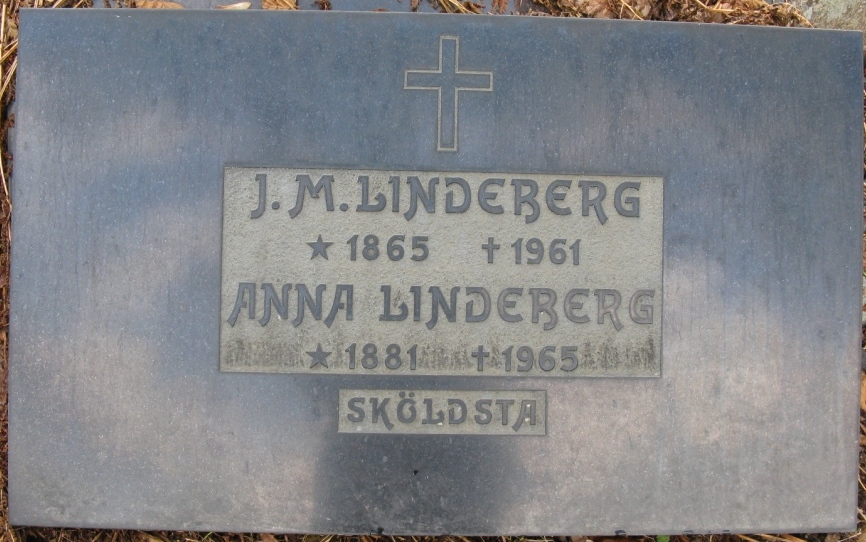 J. M. LINDEBERG
★ 1865 ✝ 1961
ANNA LINDEBERG
★ 1881 ✝ 1965
SKÖLDSTA